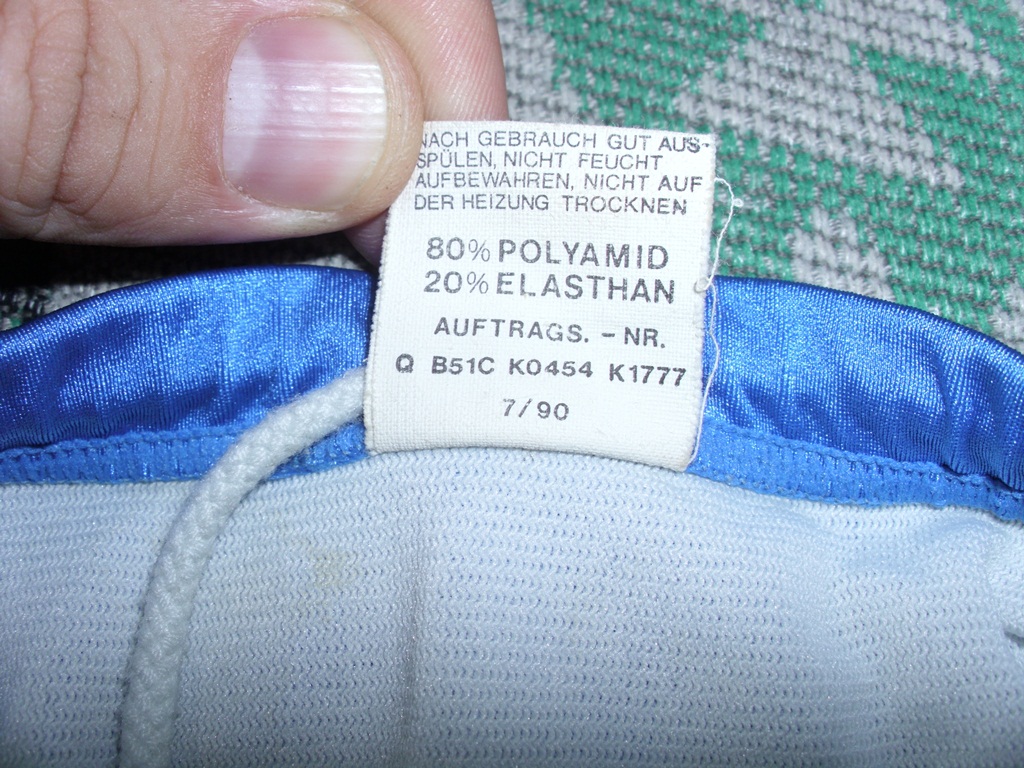 NACH GEBRAUCH GUT AUS-
SPÜLEN, NICHT FEUCHT
AUFBEWAHREN, NICHT AUF
DER HEIZUNG TROCKNEN
80% POLYAMID
20% ELASTHAN
AUFTRAGS. - NR.
Q B51C K0454 K1777
7/90